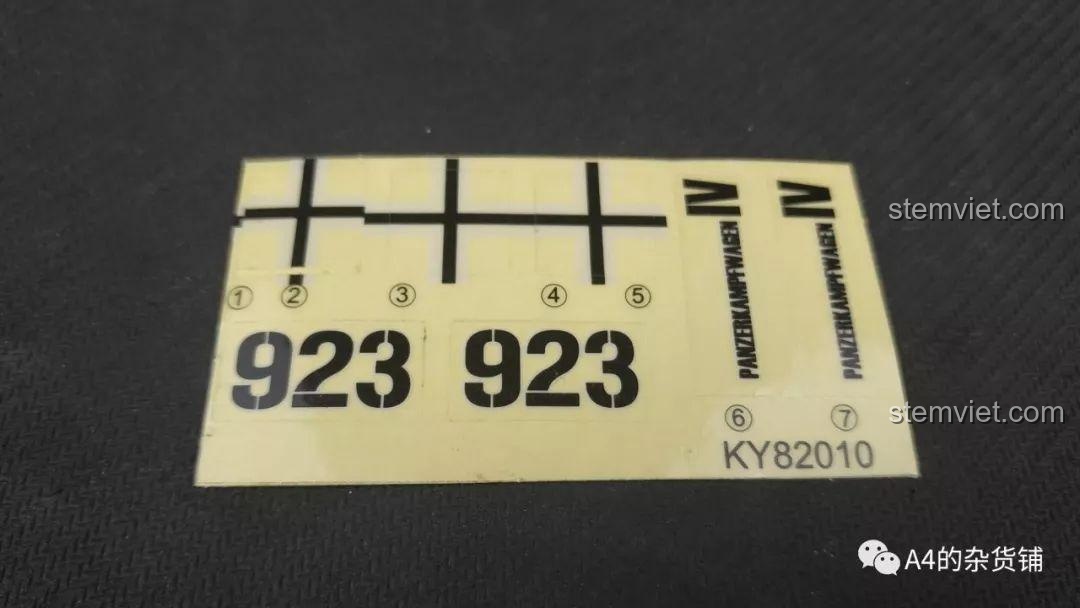 ① ② ③ ④ ⑤
923 923
PANZERKAMPFWAGEN IV
PANZERKAMPFWAGEN IV
⑥ ⑦
KY82010
stemviet.com
stemviet.com
A4的杂货铺